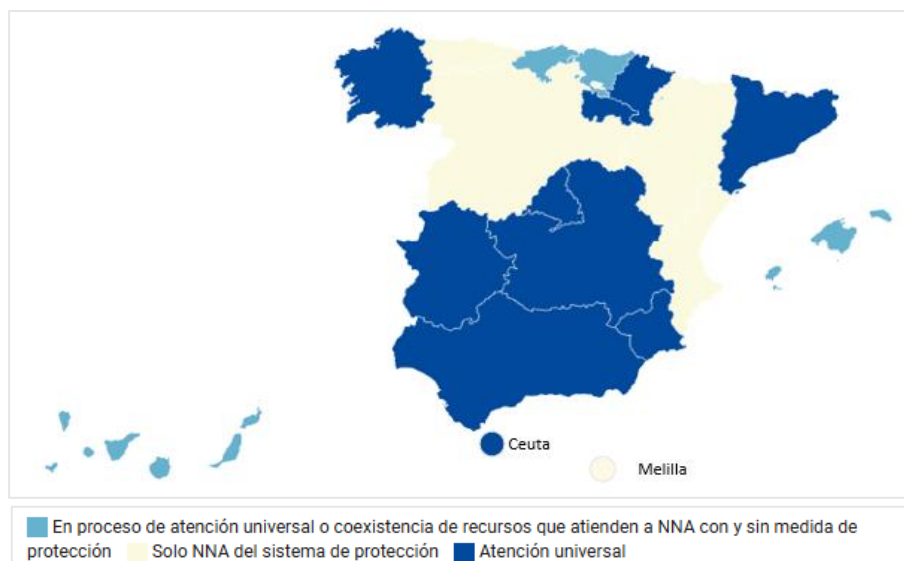 Ceuta
Melilla
En proceso de atención universal o coexistencia de recursos que atienden a NNA con y sin medida de
protección Solo NNA del sistema de protección Atención universal